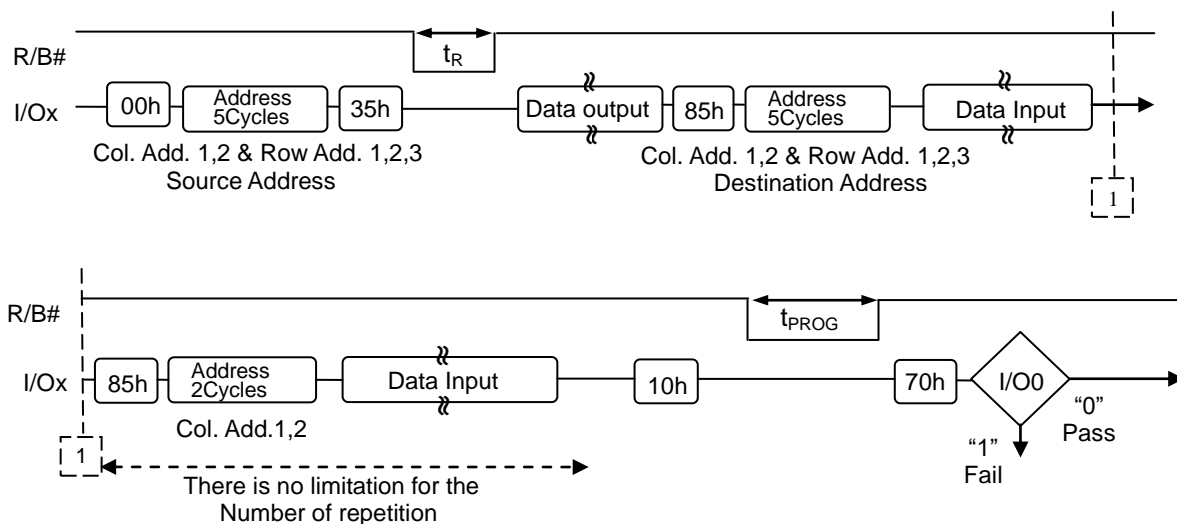 R/B#
tR
I/Ox
00h
Address
5Cycles
35h
Data output
85h
Address
5Cycles
Data Input
Col. Add. 1,2 & Row Add. 1,2,3
Source Address
Col. Add. 1,2 & Row Add. 1,2,3
Destination Address
1
R/B#
tPROG
I/Ox
85h
Address
2Cycles
Data Input
10h
70h
I/O0
Col. Add.1,2
“0”
Pass
“1”
Fail
1
There is no limitation for the
Number of repetition